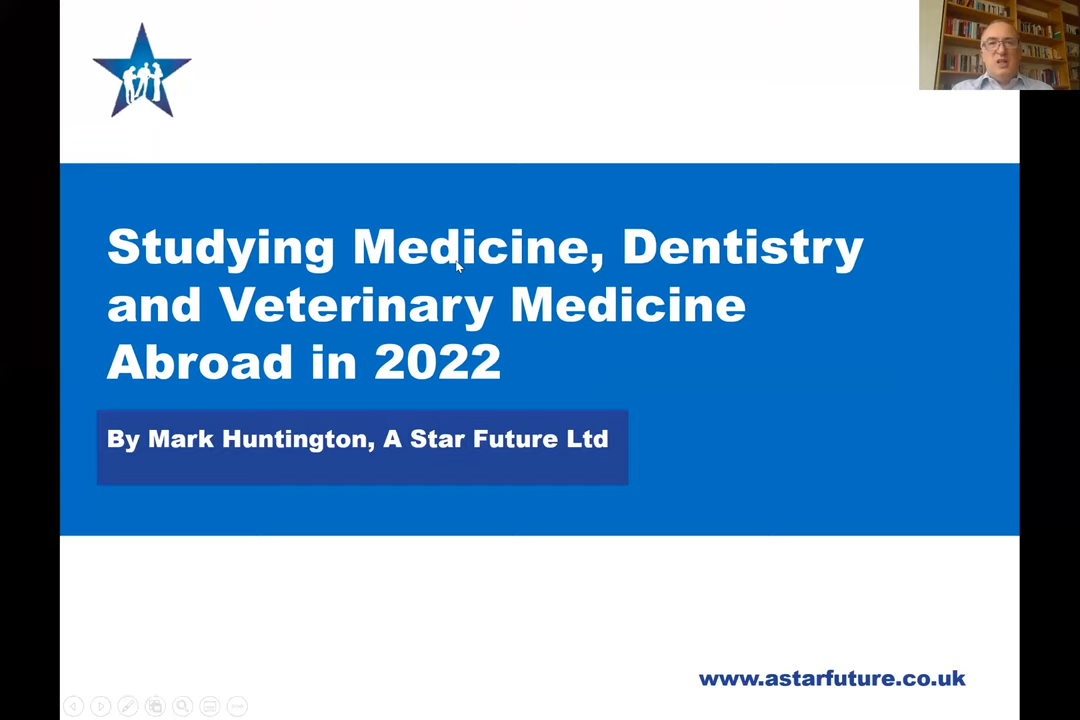 Studying Medicine, Dentistry
and Veterinary Medicine
Abroad in 2022
By Mark Huntington, A Star Future Ltd
www.astarfuture.co.uk